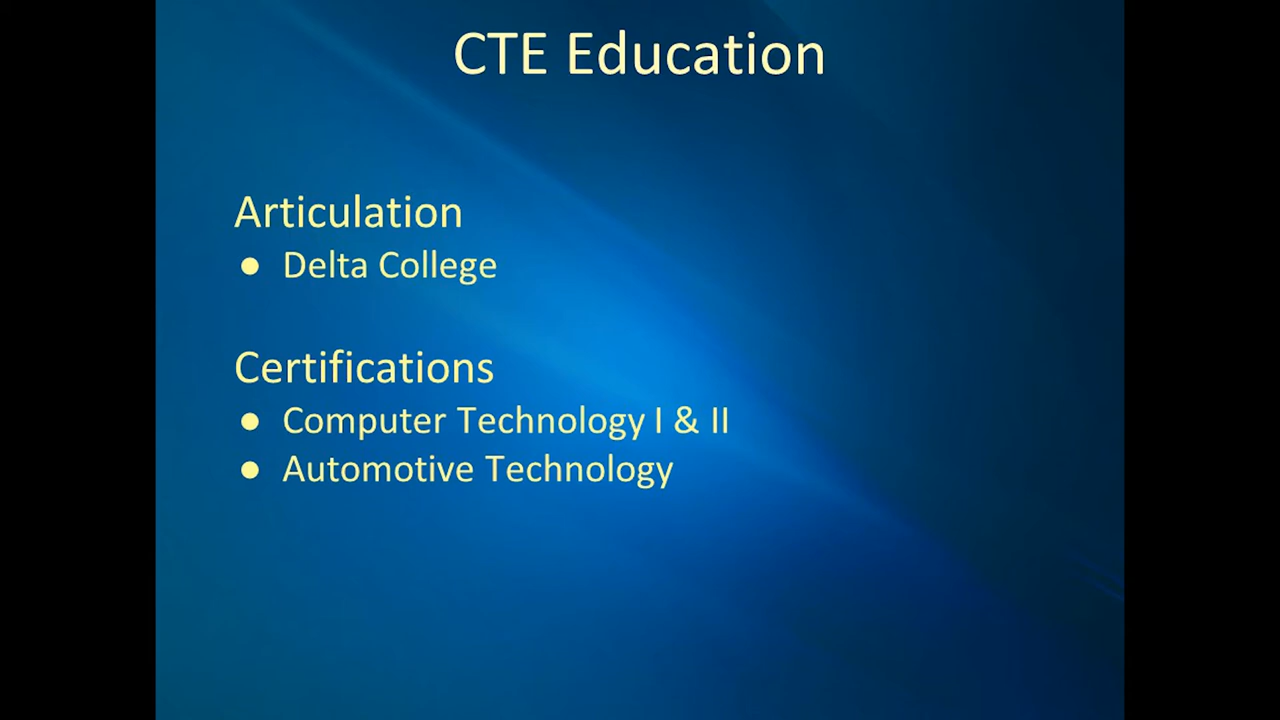 CTE Education
Articulation
● Delta College
Certifications
● Computer Technology I & II
● Automotive Technology